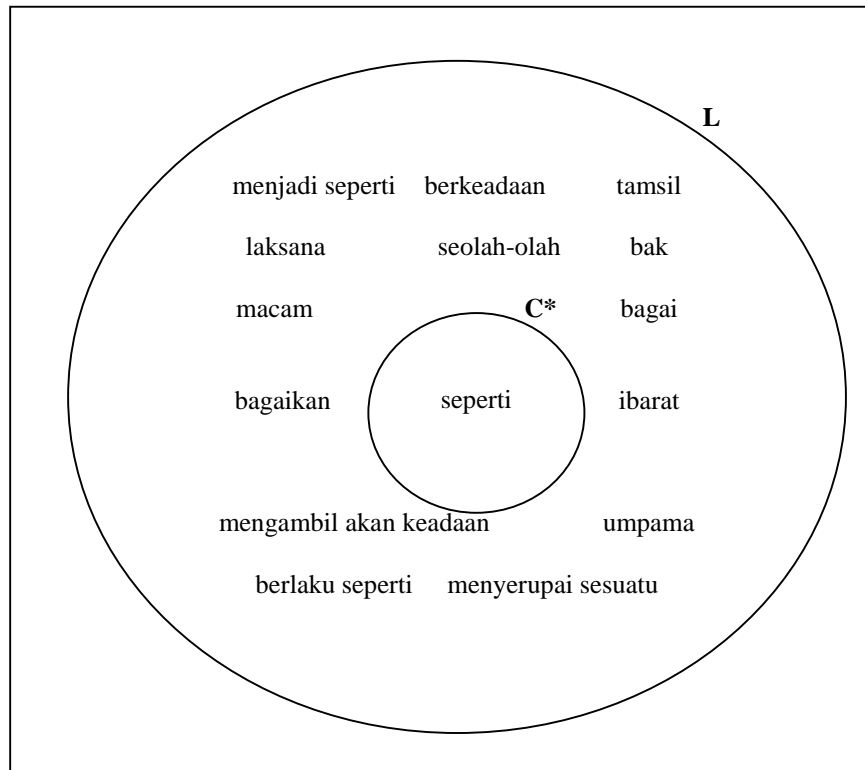 L
menjadi seperti berkeadaan tamsil
laksana seolah-olah bak
macam C* bagai
bagaikan seperti ibarat
mengambil akan keadaan umpama
berlaku seperti menyerupai sesuatu